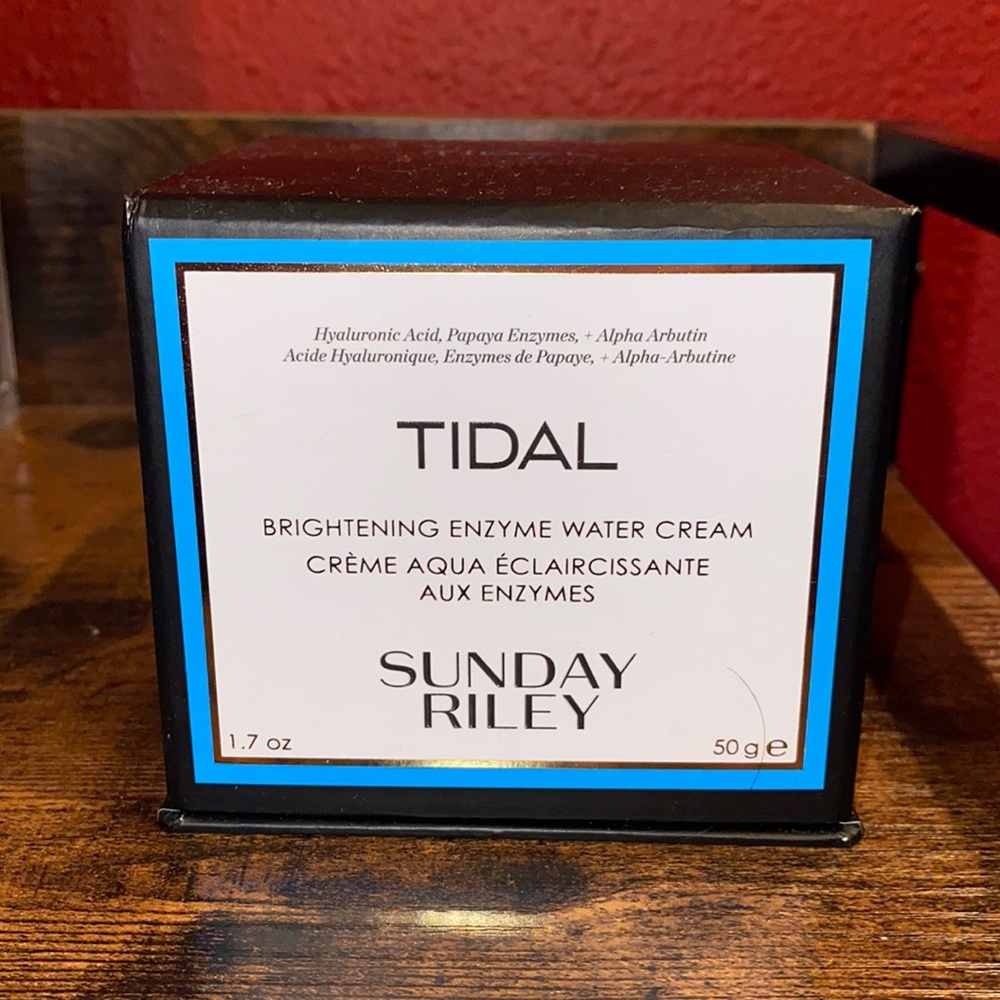 Hyaluronic Acid, Papaya Enzymes, + Alpha Arbutin
Acide Hyaluronique, Enzymes de Papaye, + Alpha-Arbutine
TIDAL
BRIGHTENING ENZYME WATER CREAM
CRÈME AQUA ÉCLAIRCISSANTE
AUX ENZYMES
SUNDAY
RILEY
1.7 oz
50 g ℮